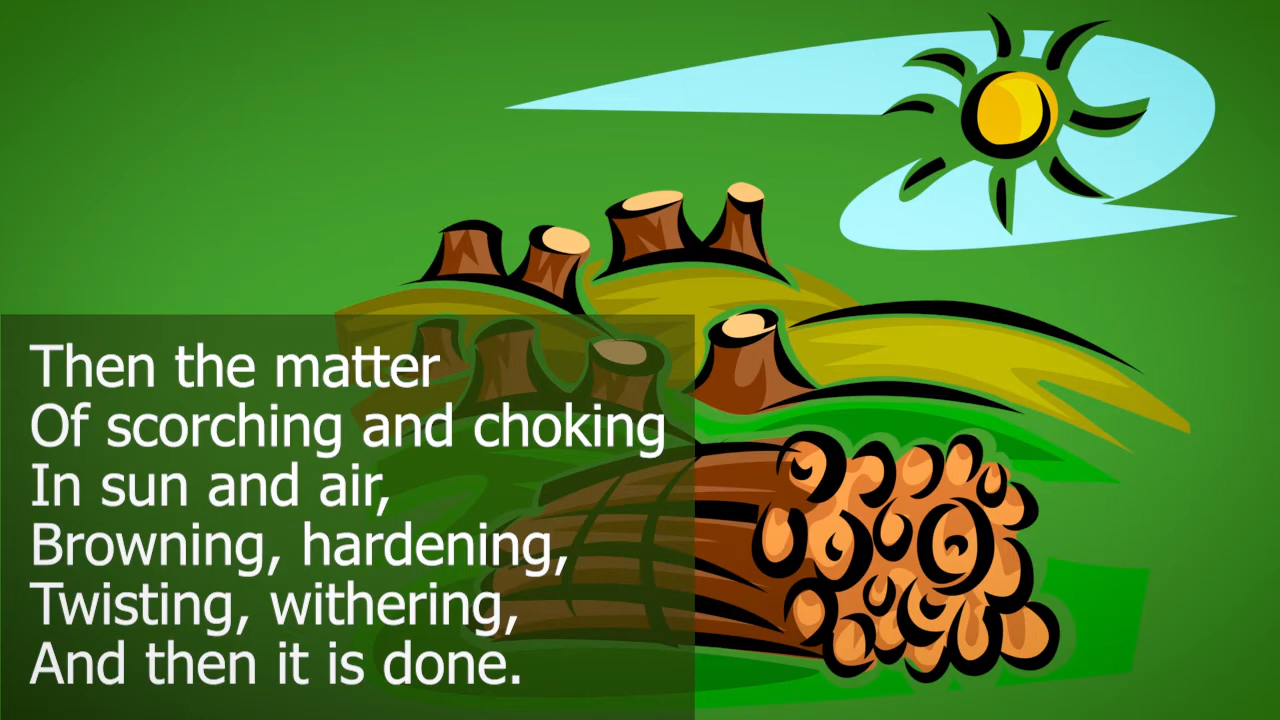 Then the matter
Of scorching and choking
In sun and air,
Browning, hardening,
Twisting, withering,
And then it is done.